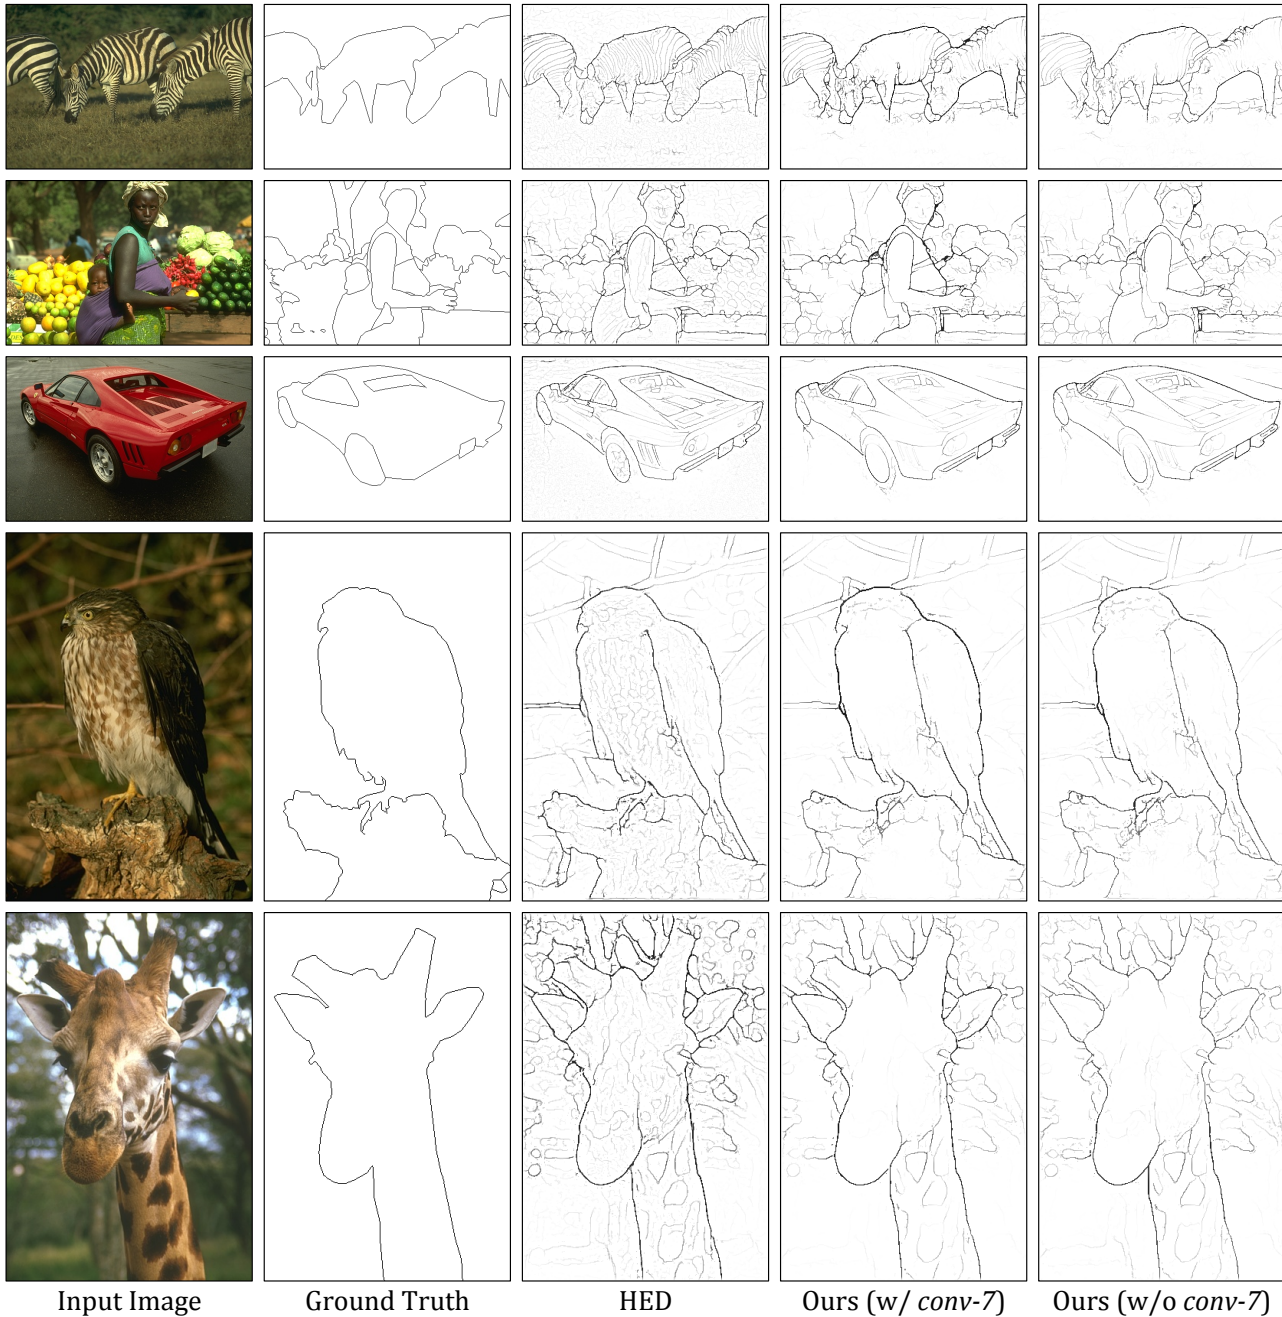 Input Image
Ground Truth
HED
Ours (w/ conv-7)
Ours (w/o conv-7)